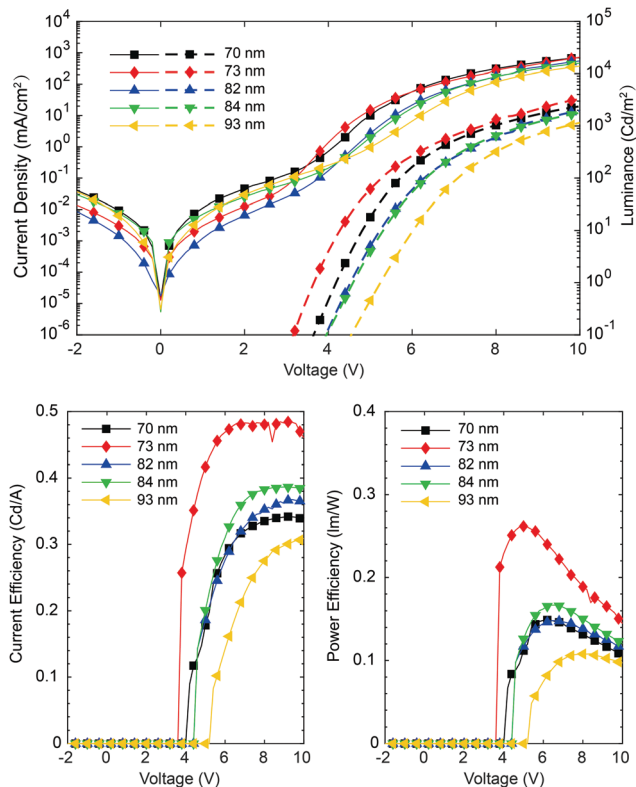 10⁴
10³
10²
10¹
10⁰
10⁻¹
10⁻²
10⁻³
10⁻⁴
10⁻⁵
10⁻⁶
Current Density (mA/cm²)
70 nm
73 nm
82 nm
84 nm
93 nm
10⁵
10⁴
10³
10²
10¹
10⁰
10⁻¹
Luminance (Cd/m²)
-2 0 2 4 6 8 10
Voltage (V)
0.5
0.4
0.3
0.2
0.1
0
Current Efficiency (Cd/A)
70 nm
73 nm
82 nm
84 nm
93 nm
-2 0 2 4 6 8 10
Voltage (V)
0.4
0.3
0.2
0.1
0
Power Efficiency (lm/W)
70 nm
73 nm
82 nm
84 nm
93 nm
-2 0 2 4 6 8 10
Voltage (V)